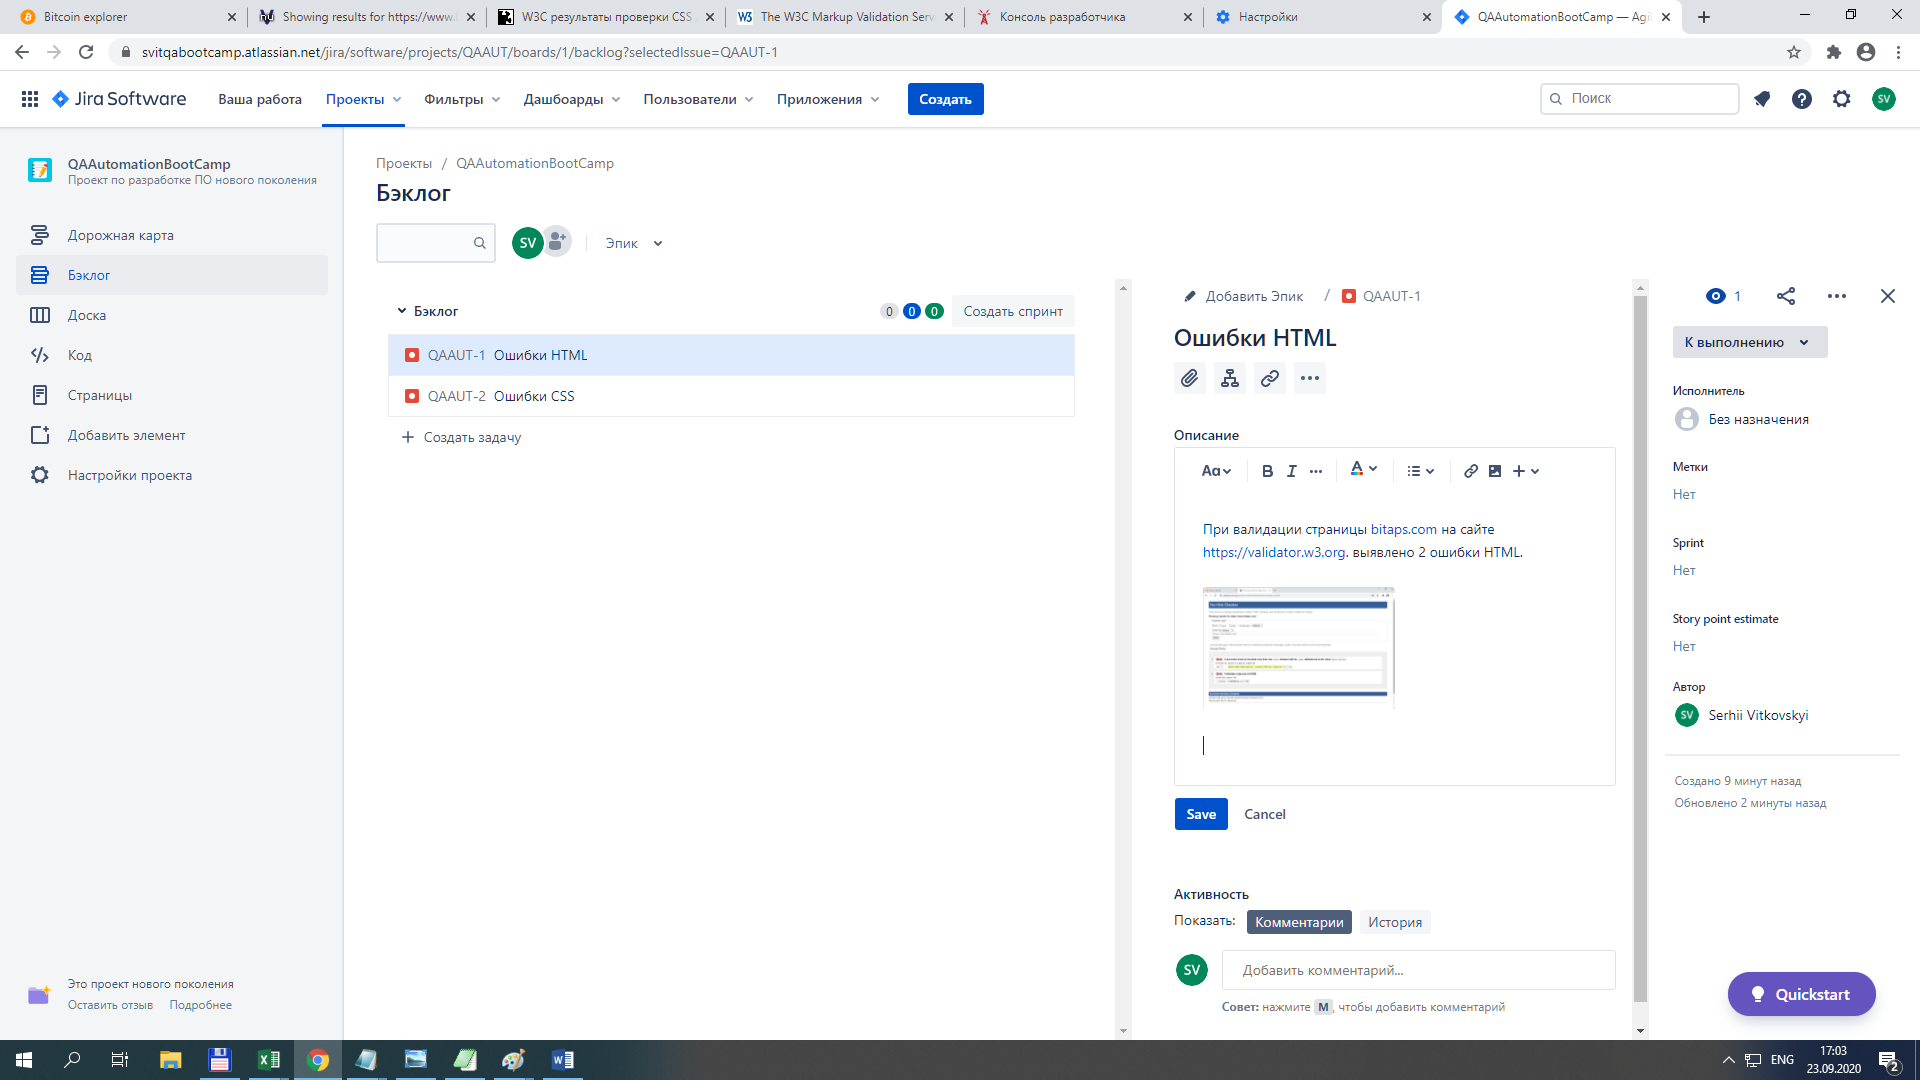 Bitcoin explorer
Showing results for https://www.
W3C результаты проверки CSS
The W3C Markup Validation Serv
Консоль разработчика
Настройки
QAAutomationBootCamp — Agi
svitqabootcamp.atlassian.net/jira/software/projects/QAAUT/boards/1/backlog?selectedIssue=QAAUT-1
Jira Software
Ваша работа
Проекты
Фильтры
Дашбоарды
Пользователи
Приложения
Создать
Поиск
SV
QAAutomationBootCamp
Проект по разработке ПО нового поколения
Дорожная карта
Бэклог
Доска
Код
Страницы
Добавить элемент
Настройки проекта
Это проект нового поколения
Оставить отзыв Подробнее
Проекты / QAAutomationBootCamp
Бэклог
SV
Эпик
Бэклог
0 0 0
Создать спринт
QAAUT-1 Ошибки HTML
QAAUT-2 Ошибки CSS
Создать задачу
Добавить Эпик / QAAUT-1
Ошибки HTML
Описание
Aa B I A
При валидации страницы bitaps.com на сайте
https://validator.w3.org. выявлено 2 ошибки HTML.
Save Cancel
Активность
Показать: Комментарии История
SV
Добавить комментарий...
Совет: нажмите M, чтобы добавить комментарий
1
К выполнению
Исполнитель
Без назначения
Метки
Нет
Sprint
Нет
Story point estimate
Нет
Автор
SV Serhii Vitkovskyi
Создано 9 минут назад
Обновлено 2 минуты назад
Quickstart
ENG
17:03
23.09.2020
2